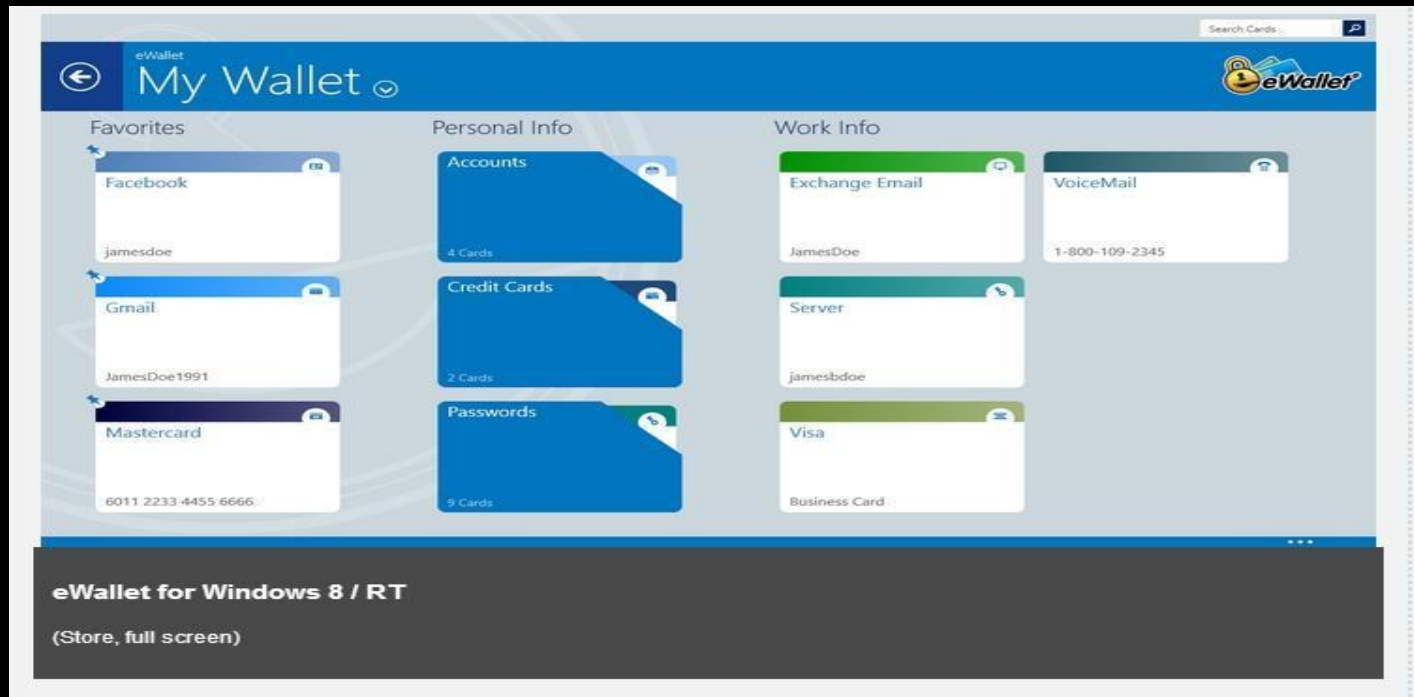 Search Cards
eWallet
My Wallet
eWallet®
Favorites
Personal Info
Work Info
Facebook
jamesdoe
Accounts
4 Cards
Exchange Email
JamesDoe
VoiceMail
1-800-109-2345
Gmail
JamesDoe1991
Credit Cards
2 Cards
Server
jamesbdoe
Mastercard
6011 2233 4455 6666
Passwords
9 Cards
Visa
Business Card
eWallet for Windows 8 / RT
(Store, full screen)